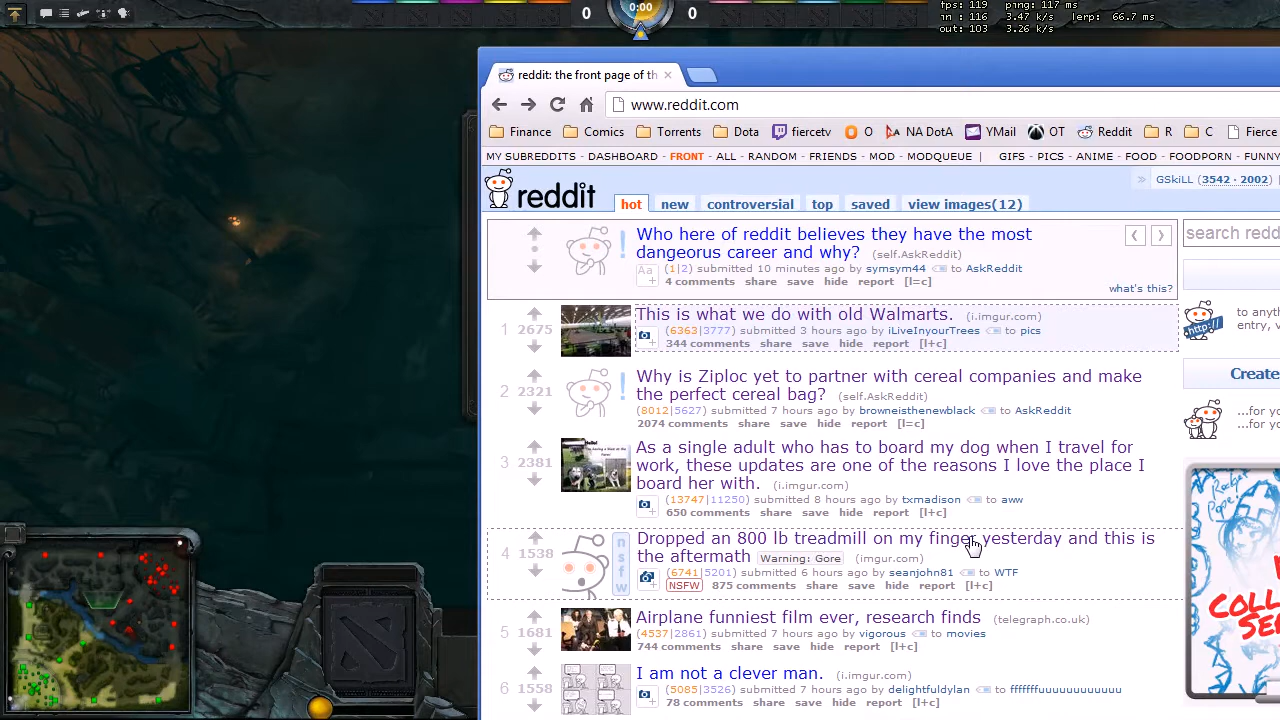 0
0:00
0
fps: 119 ping: 117 ms
in : 116 3.47 k/s lerp: 66.7 ms
out: 103 3.26 k/s
reddit: the front page of th
www.reddit.com
Finance Comics Torrents Dota fiercetv O NA DotA YMail OT Reddit R C Fierce
MY SUBREDDITS - DASHBOARD - FRONT - ALL - RANDOM - FRIENDS - MOD - MODQUEUE | GIFS - PICS - ANIME - FOOD - FOODPORN - FUNNY
» GSkiLL (3542 · 2002) |
reddit hot new controversial top saved view images(12)
Who here of reddit believes they have the most
dangeorus career and why? (self.AskReddit)
Aa+ (1|2) submitted 10 minutes ago by symsym44 to AskReddit
4 comments share save hide report [l=c]
what's this?
search redd
1 2675
This is what we do with old Walmarts. (i.imgur.com)
(6363|3777) submitted 3 hours ago by iLiveInyourTrees to pics
344 comments share save hide report [l+c]
http://
to anyt
entry, v
2 2321
Why is Ziploc yet to partner with cereal companies and make
the perfect cereal bag? (self.AskReddit)
(8012|5627) submitted 7 hours ago by browneisthenewblack to AskReddit
2074 comments share save hide report [l=c]
Create
...for y
...for y
3 2381
As a single adult who has to board my dog when I travel for
work, these updates are one of the reasons I love the place I
board her with. (i.imgur.com)
(13747|11250) submitted 8 hours ago by txmadison to aww
650 comments share save hide report [l+c]
4 1538
nsfw
Dropped an 800 lb treadmill on my finger yesterday and this is
the aftermath Warning: Gore (imgur.com)
(6741|5201) submitted 6 hours ago by seanjohn81 to WTF
NSFW 875 comments share save hide report [l+c]
5 1681
Airplane funniest film ever, research finds (telegraph.co.uk)
(4537|2861) submitted 7 hours ago by vigorous to movies
744 comments share save hide report [l+c]
6 1558
I am not a clever man. (i.imgur.com)
(5085|3526) submitted 7 hours ago by delightfuldylan to fffffffuuuuuuuuuuuu
78 comments share save hide report [l+c]